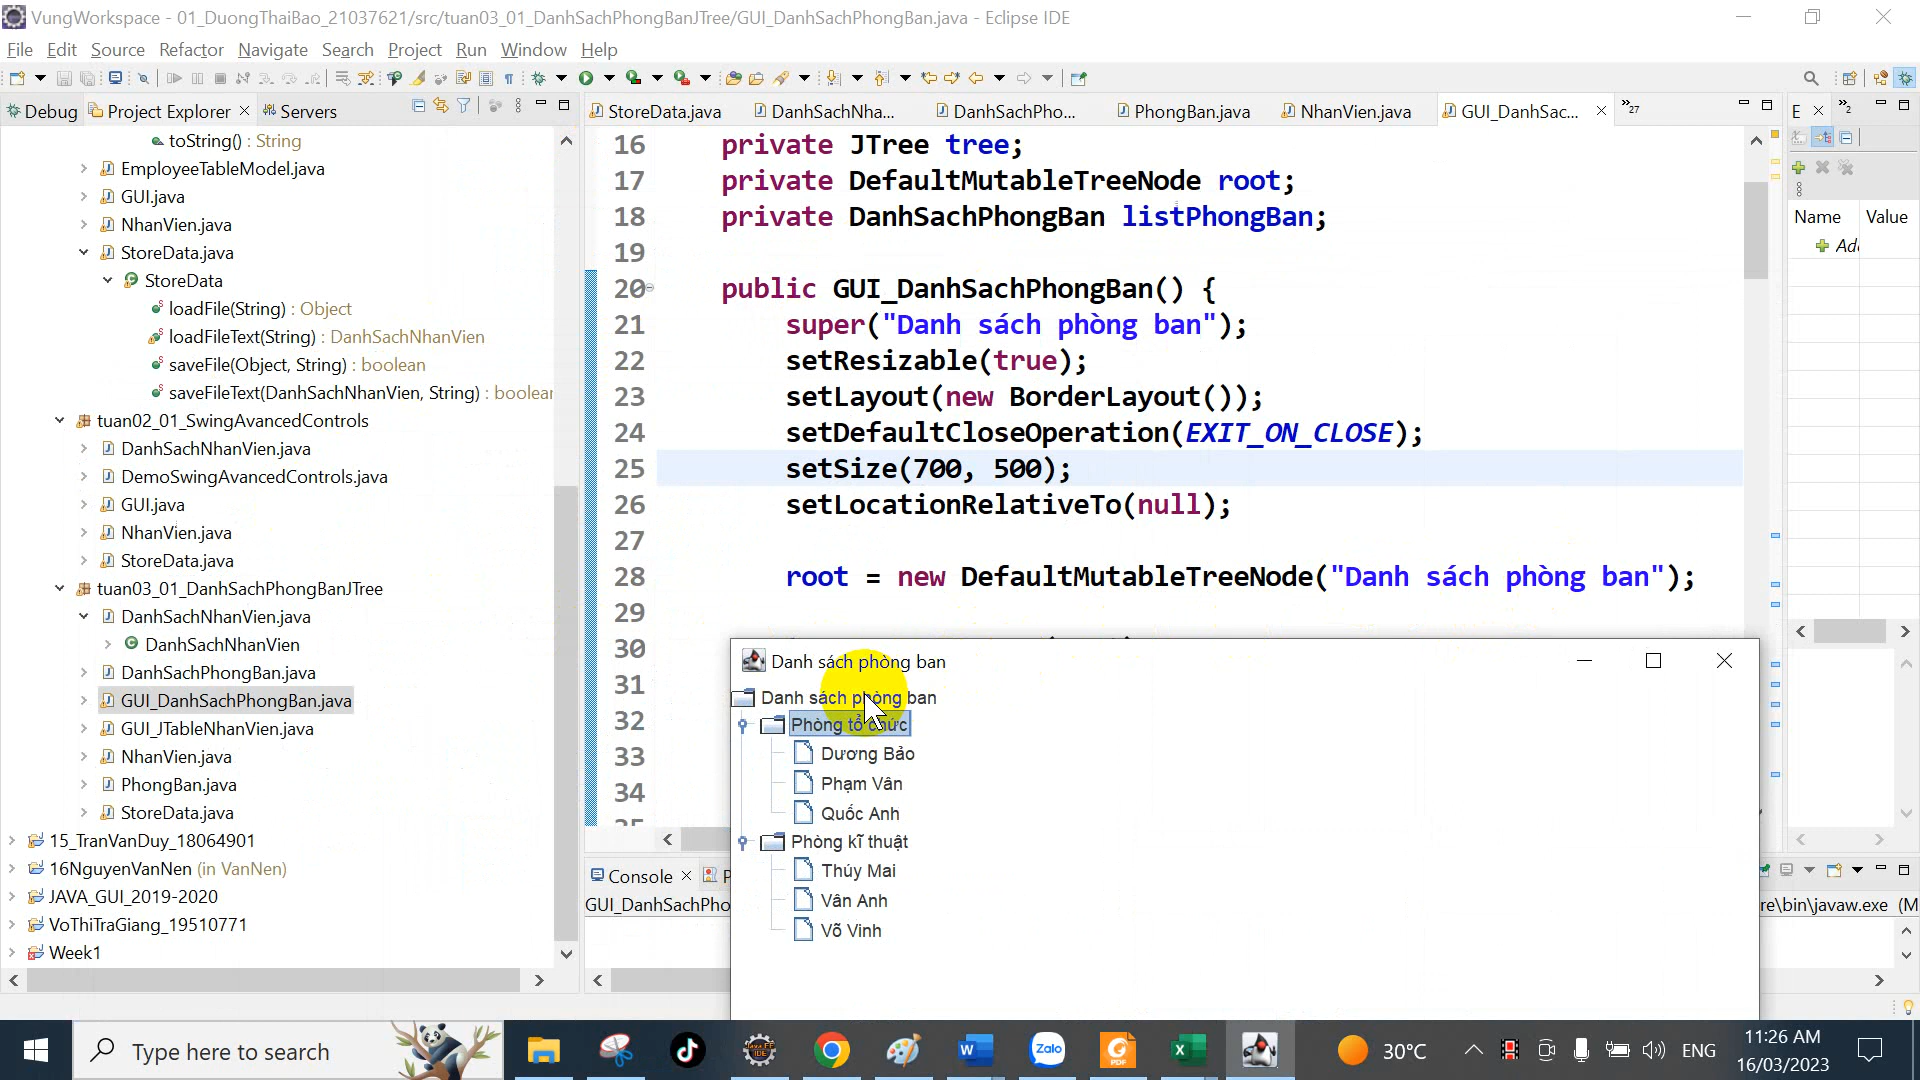 VungWorkspace - 01_DuongThaiBao_21037621/src/tuan03_01_DanhSachPhongBanJTree/GUI_DanhSachPhongBan.java - Eclipse IDE
File Edit Source Refactor Navigate Search Project Run Window Help
Debug Project Explorer Servers
toString() : String
EmployeeTableModel.java
GUI.java
NhanVien.java
StoreData.java
StoreData
loadFile(String) : Object
loadFileText(String) : DanhSachNhanVien
saveFile(Object, String) : boolean
saveFileText(DanhSachNhanVien, String) : boolear
tuan02_01_SwingAvancedControls
DanhSachNhanVien.java
DemoSwingAvancedControls.java
GUI.java
NhanVien.java
StoreData.java
tuan03_01_DanhSachPhongBanJTree
DanhSachNhanVien.java
DanhSachNhanVien
DanhSachPhongBan.java
GUI_DanhSachPhongBan.java
GUI_JTableNhanVien.java
NhanVien.java
PhongBan.java
StoreData.java
15_TranVanDuy_18064901
16NguyenVanNen (in VanNen)
JAVA_GUI_2019-2020
VoThiTraGiang_19510771
Week1
StoreData.java DanhSachNha... DanhSachPho... PhongBan.java NhanVien.java GUI_DanhSac... 27
16 private JTree tree;
17 private DefaultMutableTreeNode root;
18 private DanhSachPhongBan listPhongBan;
19
20 public GUI_DanhSachPhongBan() {
21 super("Danh sách phòng ban");
22 setResizable(true);
23 setLayout(new BorderLayout());
24 setDefaultCloseOperation(EXIT_ON_CLOSE);
25 setSize(700, 500);
26 setLocationRelativeTo(null);
27
28 root = new DefaultMutableTreeNode("Danh sách phòng ban");
29
30
31
32
33
34
E 2
Name Value
Console
GUI_DanhSachPho
re\bin\javaw.exe (M
Danh sách phòng ban
Danh sách phòng ban
Phòng tổ chức
Dương Bảo
Phạm Vân
Quốc Anh
Phòng kĩ thuật
Thúy Mai
Vân Anh
Võ Vinh
Type here to search
30°C
ENG
11:26 AM
16/03/2023